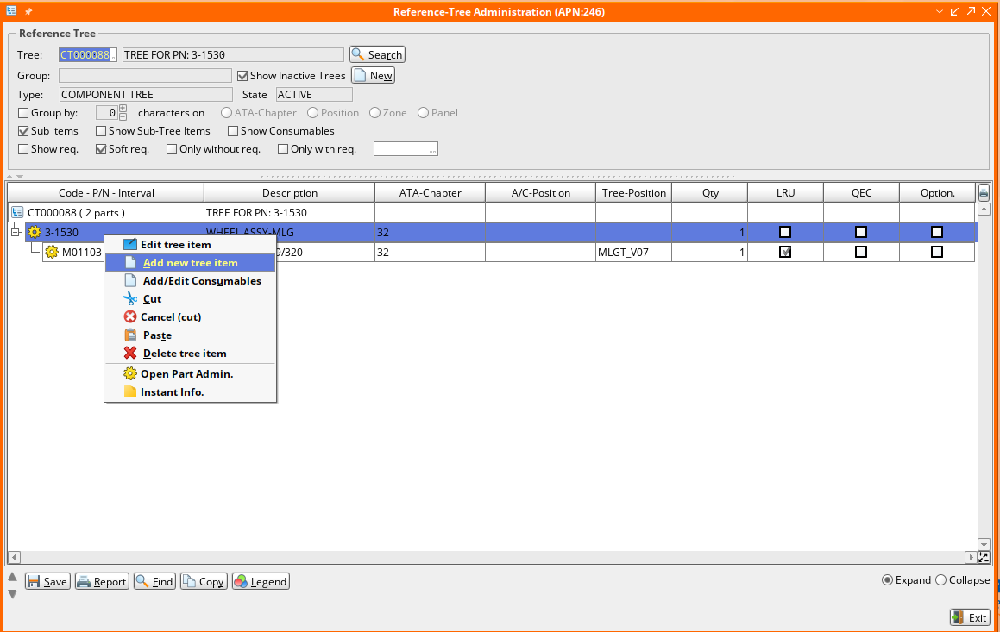 Reference-Tree Administration (APN:246)
Reference Tree
Tree: CT000088 TREE FOR PN: 3-1530 Search
Group: Show Inactive Trees New
Type: COMPONENT TREE State ACTIVE
Group by: 0 characters on ATA-Chapter Position Zone Panel
Sub items Show Sub-Tree Items Show Consumables
Show req. Soft req. Only without req. Only with req.
Code - P/N - Interval Description ATA-Chapter A/C-Position Tree-Position Qty LRU QEC Option.
CT000088 ( 2 parts ) TREE FOR PN: 3-1530
3-1530 WHEEL ASSY-MLG 32 1
M01103 9/320 32 MLGT_V07 1
Edit tree item
Add new tree item
Add/Edit Consumables
Cut
Cancel (cut)
Paste
Delete tree item
Open Part Admin.
Instant Info.
Save Report Find Copy Legend Expand Collapse
Exit